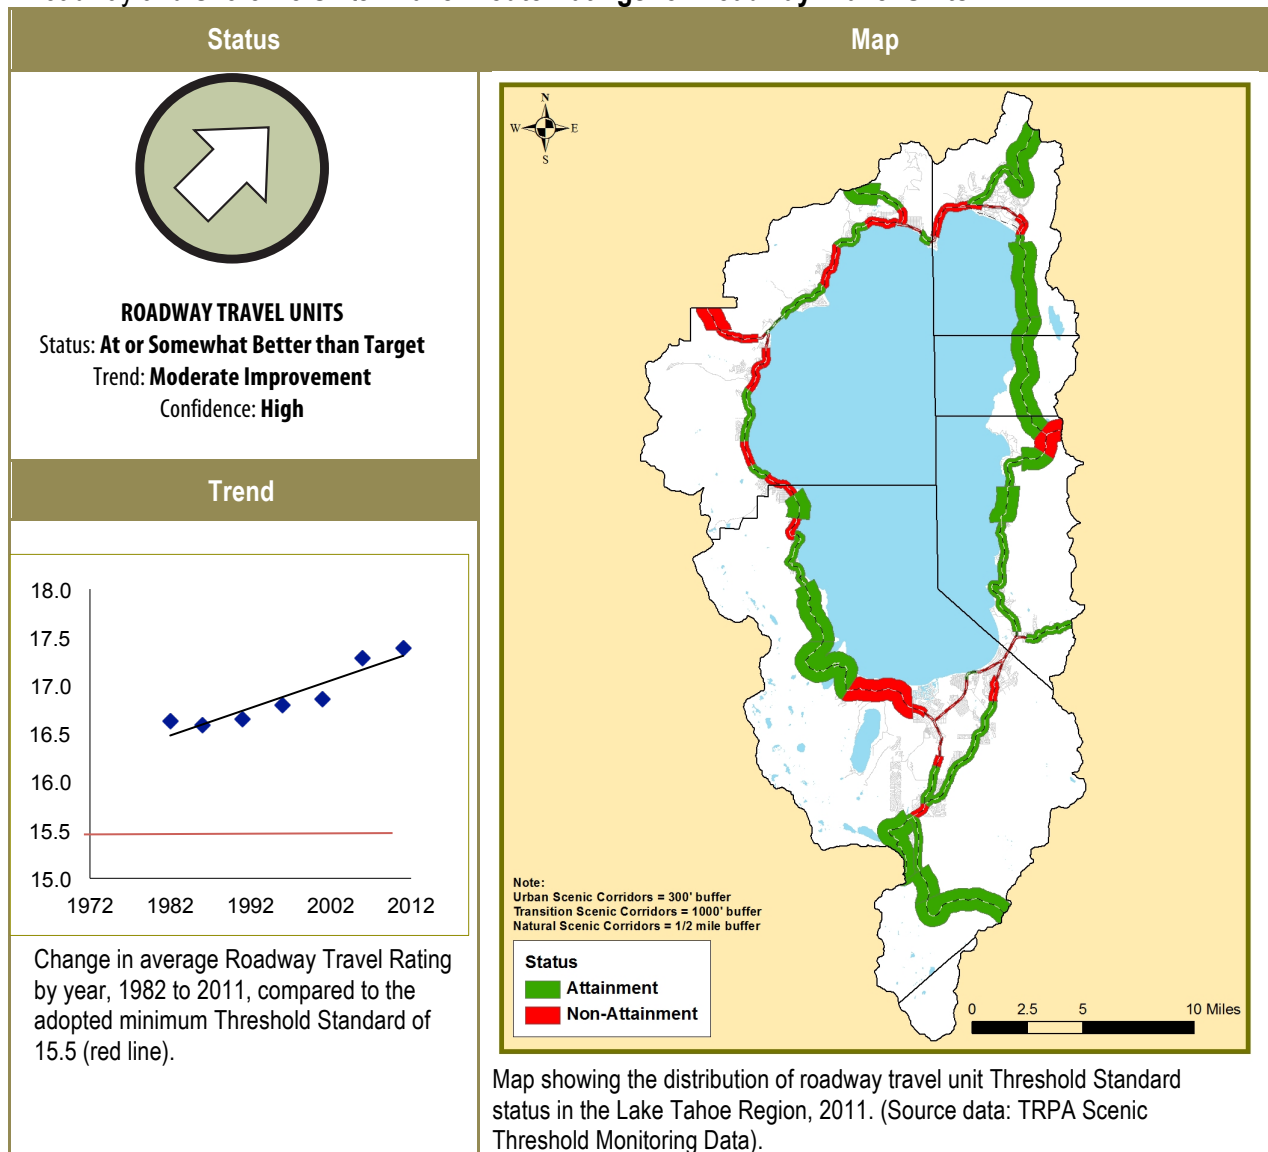 Status
ROADWAY TRAVEL UNITS
Status: At or Somewhat Better than Target
Trend: Moderate Improvement
Confidence: High
Trend
18.0
17.5
17.0
16.5
16.0
15.5
15.0
1972 1982 1992 2002 2012
Change in average Roadway Travel Rating
by year, 1982 to 2011, compared to the
adopted minimum Threshold Standard of
15.5 (red line).
Map
N
W E
S
Note:
Urban Scenic Corridors = 300' buffer
Transition Scenic Corridors = 1000' buffer
Natural Scenic Corridors = 1/2 mile buffer
Status
Attainment
Non-Attainment
0 2.5 5 10 Miles
Map showing the distribution of roadway travel unit Threshold Standard
status in the Lake Tahoe Region, 2011. (Source data: TRPA Scenic
Threshold Monitoring Data).